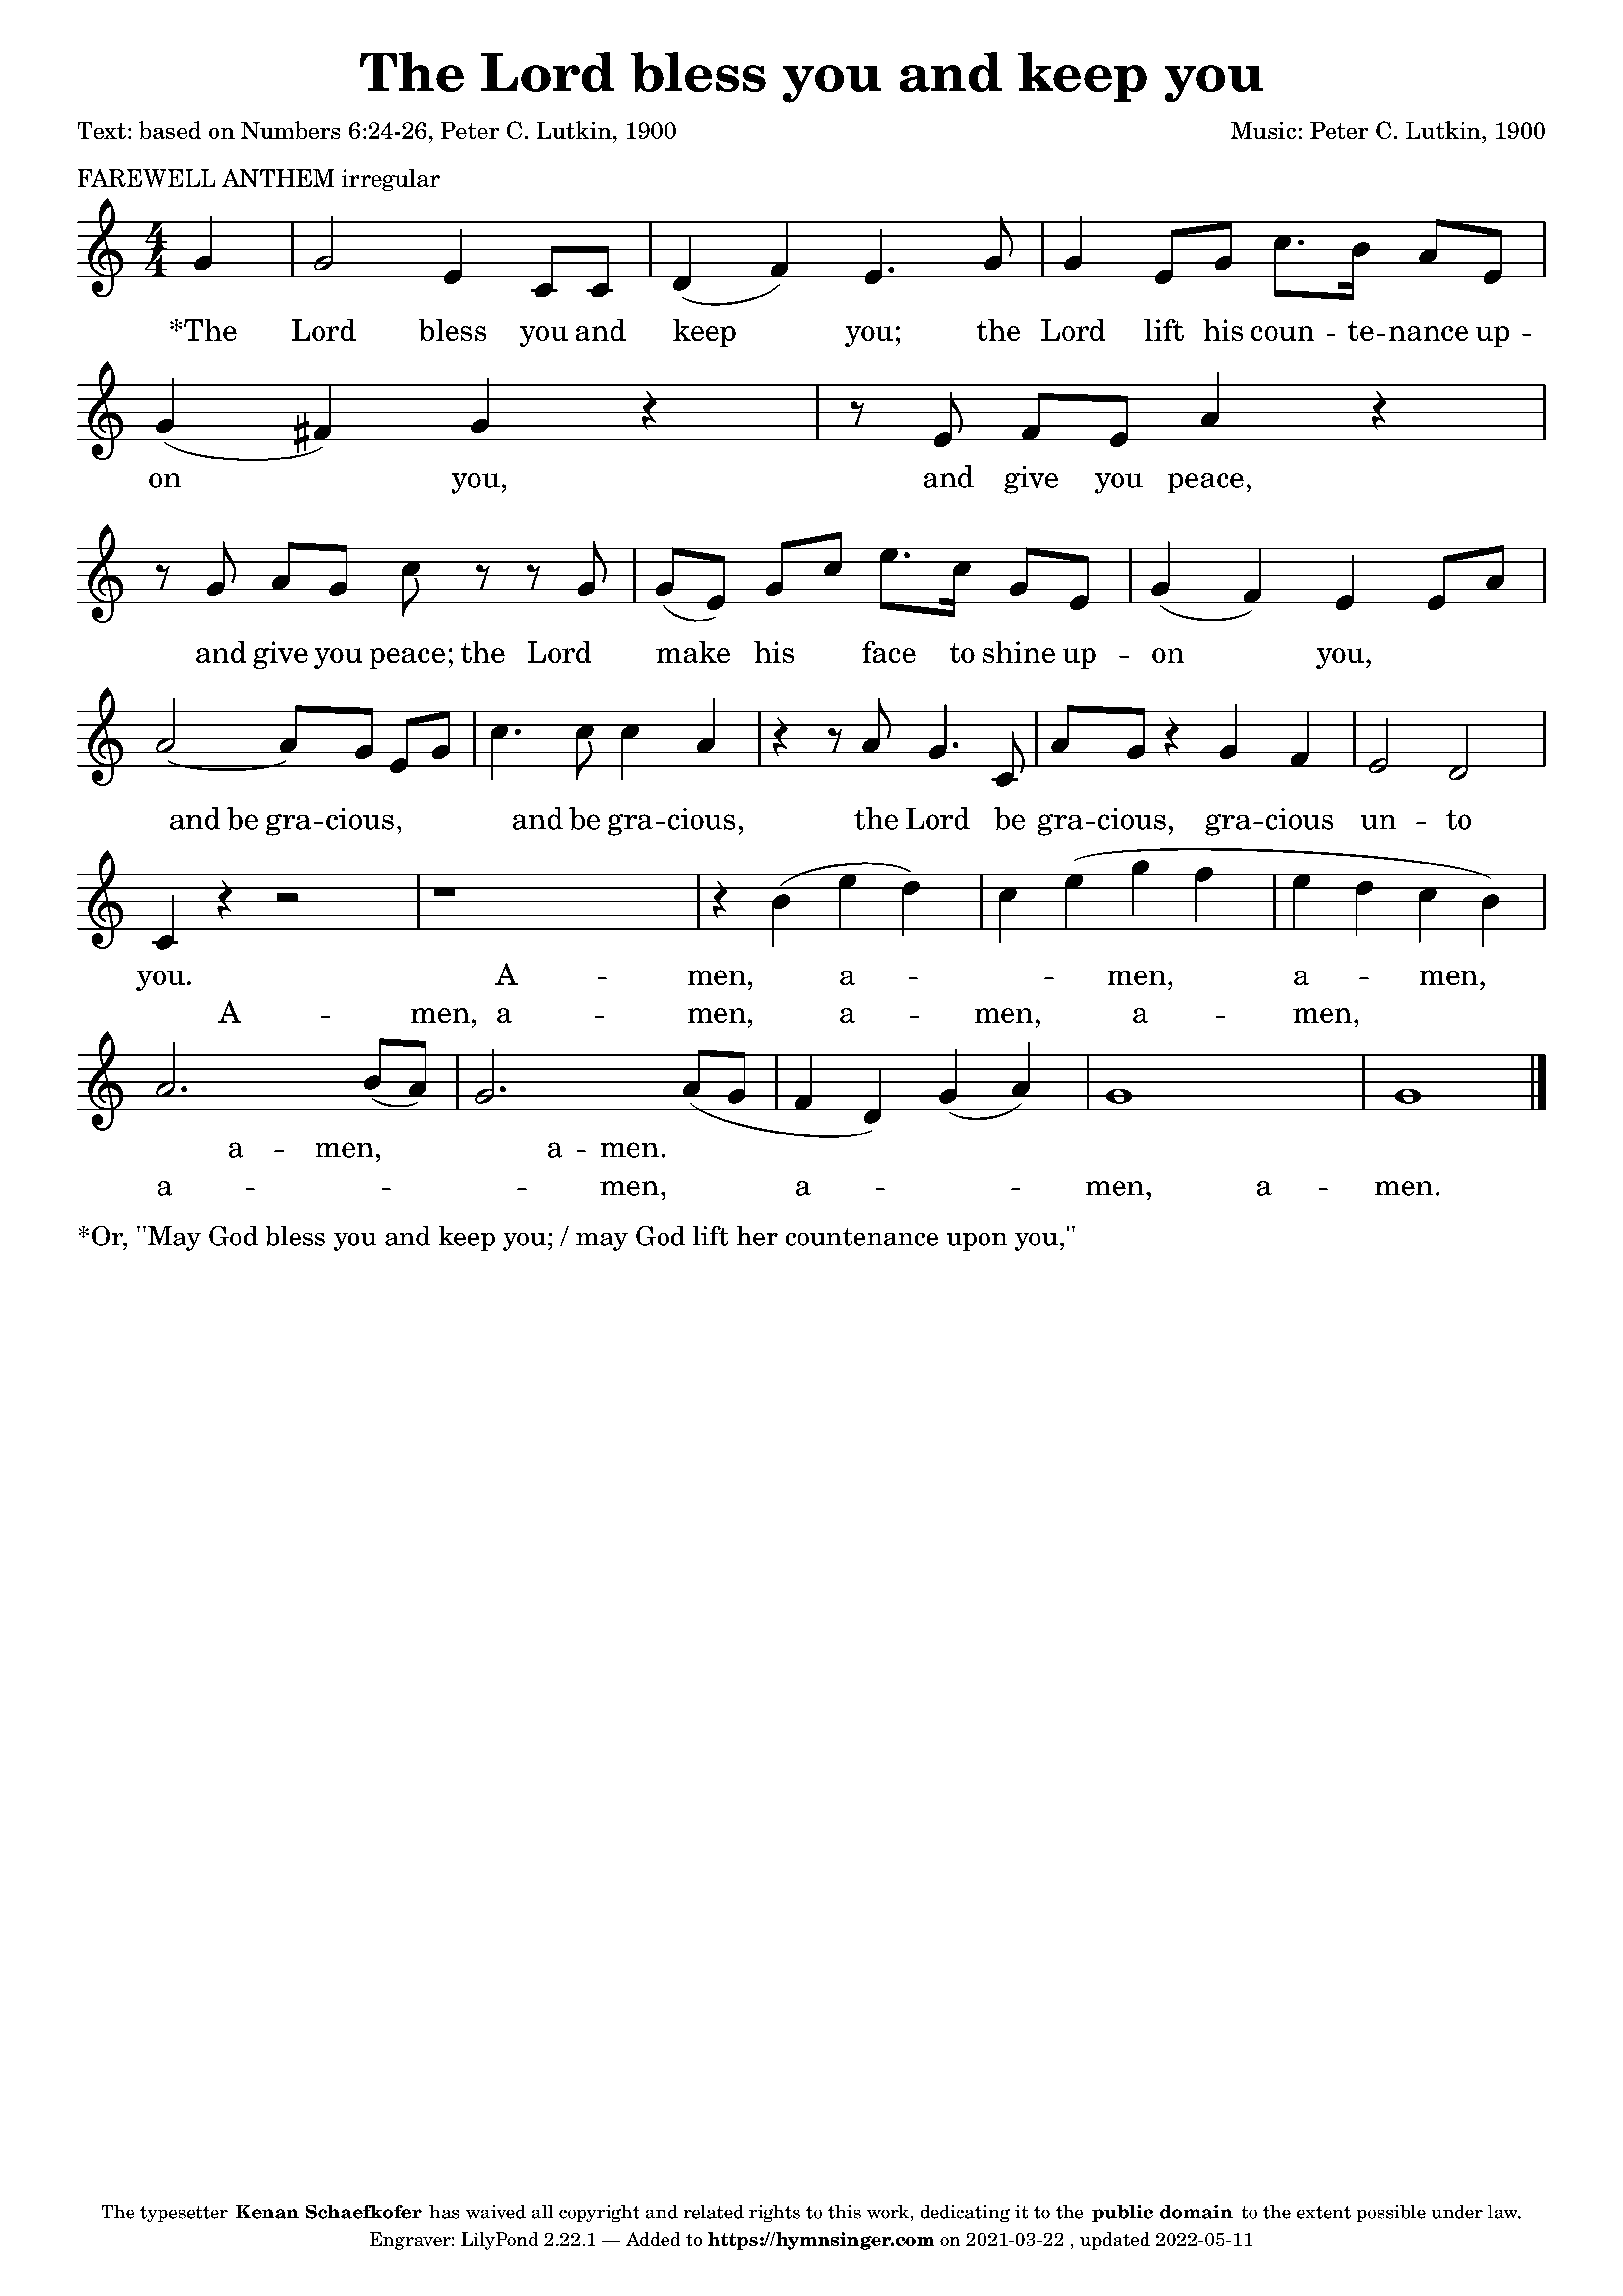 The Lord bless you and keep you
Text: based on Numbers 6:24-26, Peter C. Lutkin, 1900 Music: Peter C. Lutkin, 1900
FAREWELL ANTHEM irregular
4
4
*The Lord bless you and keep you; the Lord lift his coun -- te -- nance up --
on you, and give you peace,
and give you peace; the Lord make his face to shine up -- on you,
and be gra -- cious, and be gra -- cious, the Lord be gra -- cious, gra -- cious un -- to
you. A -- men, a -- -- men, a -- men,
A -- men, a -- men, a -- men, a -- men,
a -- men, a -- men.
a -- -- -- men, a -- -- men, a -- men.
*Or, "May God bless you and keep you; / may God lift her countenance upon you,"
The typesetter Kenan Schaefkofer has waived all copyright and related rights to this work, dedicating it to the public domain to the extent possible under law.
Engraver: LilyPond 2.22.1 — Added to https://hymnsinger.com on 2021-03-22 , updated 2022-05-11